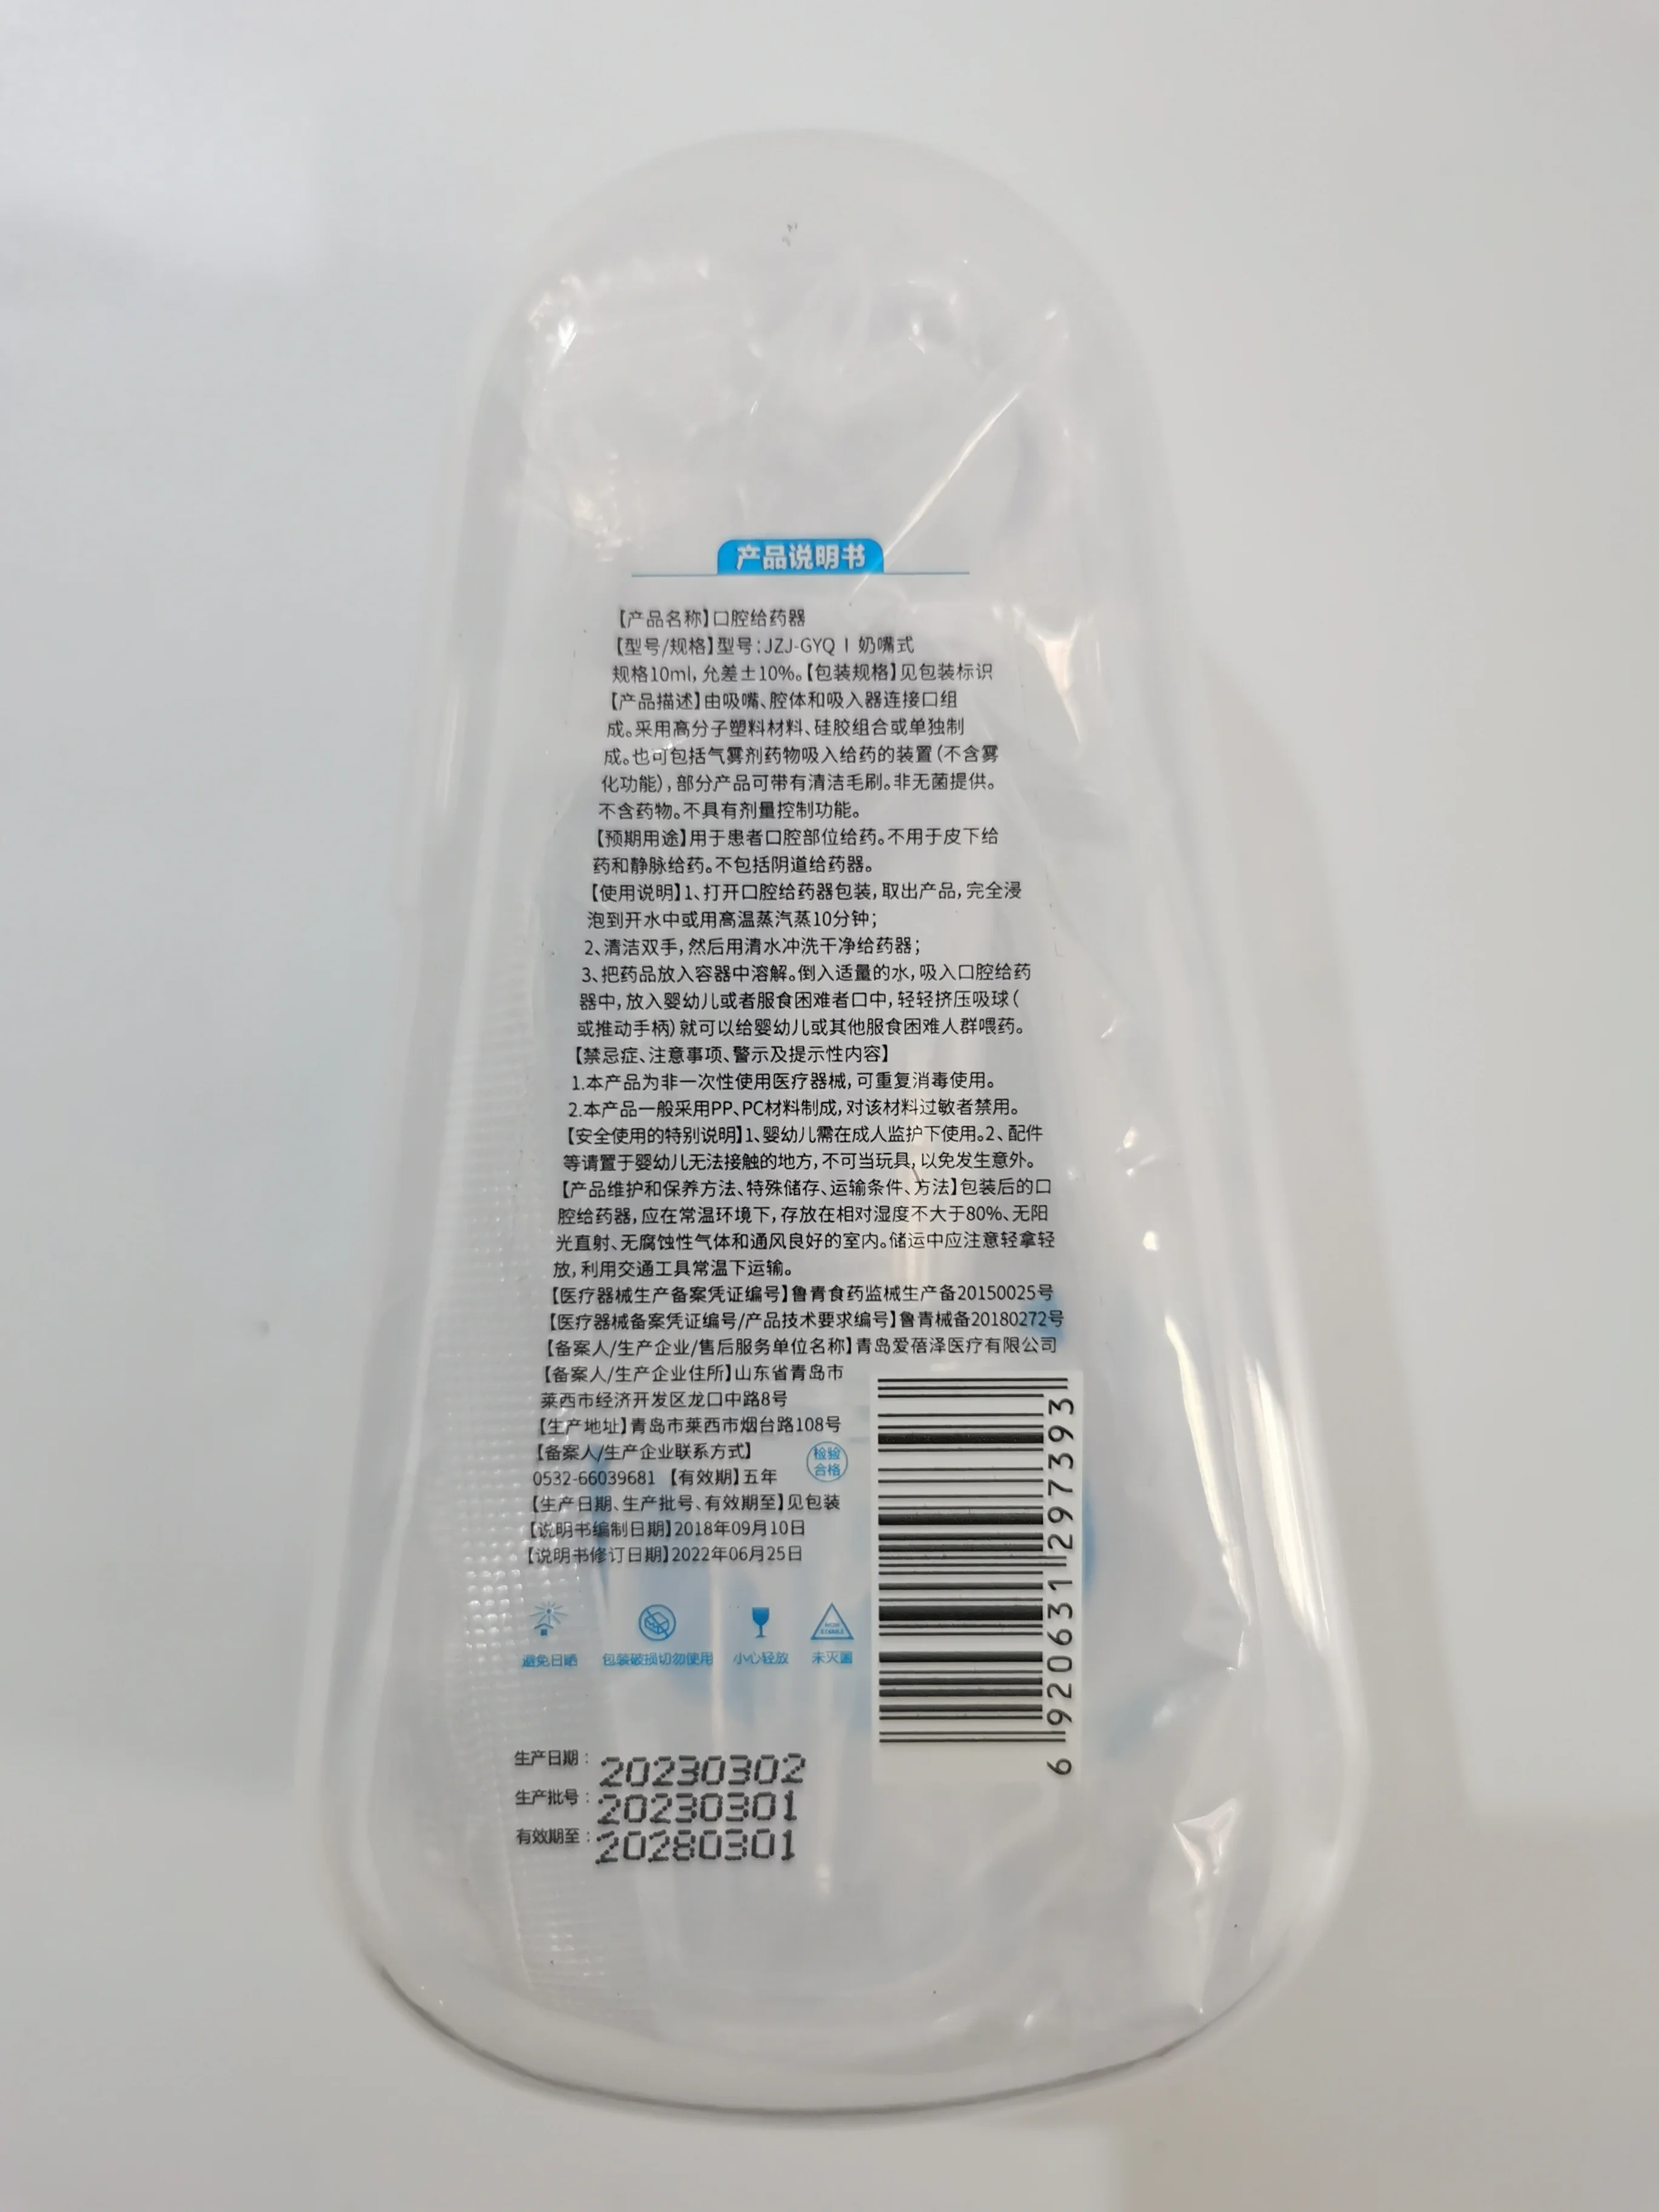 产品说明书
【产品名称】口腔给药器
【型号/规格】型号:JZJ-GYQ Ⅰ 奶嘴式
规格10ml,允差±10%。【包装规格】见包装标识
【产品描述】由吸嘴、腔体和吸入器连接口组
成。采用高分子塑料材料、硅胶组合或单独制
成。也可包括气雾剂药物吸入给药的装置(不含雾
化功能),部分产品可带有清洁毛刷。非无菌提供。
不含药物。不具有剂量控制功能。
【预期用途】用于患者口腔部位给药。不用于皮下给
药和静脉给药。不包括阴道给药器。
【使用说明】1、打开口腔给药器包装,取出产品,完全浸
泡到开水中或用高温蒸汽蒸10分钟;
2、清洁双手,然后用清水冲洗干净给药器;
3、把药品放入容器中溶解。倒入适量的水,吸入口腔给药
器中,放入婴幼儿或者服食困难者口中,轻轻挤压吸球(
或推动手柄)就可以给婴幼儿或其他服食困难人群喂药。
【禁忌症、注意事项、警示及提示性内容】
1.本产品为非一次性使用医疗器械,可重复消毒使用。
2.本产品一般采用PP、PC材料制成,对该材料过敏者禁用。
【安全使用的特别说明】1、婴幼儿需在成人监护下使用。2、配件
等请置于婴幼儿无法接触的地方,不可当玩具,以免发生意外。
【产品维护和保养方法、特殊储存、运输条件、方法】包装后的口
腔给药器,应在常温环境下,存放在相对湿度不大于80%、无阳
光直射、无腐蚀性气体和通风良好的室内。储运中应注意轻拿轻
放,利用交通工具常温下运输。
【医疗器械生产备案凭证编号】鲁青食药监械生产备20150025号
【医疗器械备案凭证编号/产品技术要求编号】鲁青械备20180272号
【备案人/生产企业/售后服务单位名称】青岛爱蓓泽医疗有限公司
【备案人/生产企业住所】山东省青岛市
莱西市经济开发区龙口中路8号
【生产地址】青岛市莱西市烟台路108号
【备案人/生产企业联系方式】
0532-66039681 【有效期】五年
【生产日期、生产批号、有效期至】见包装
【说明书编制日期】2018年09月10日
【说明书修订日期】2022年06月25日
检验
合格
避免日晒 包装破损切勿使用 小心轻放 未灭菌
6 920631 297393
生产日期: 20230302
生产批号: 20230301
有效期至: 20280301